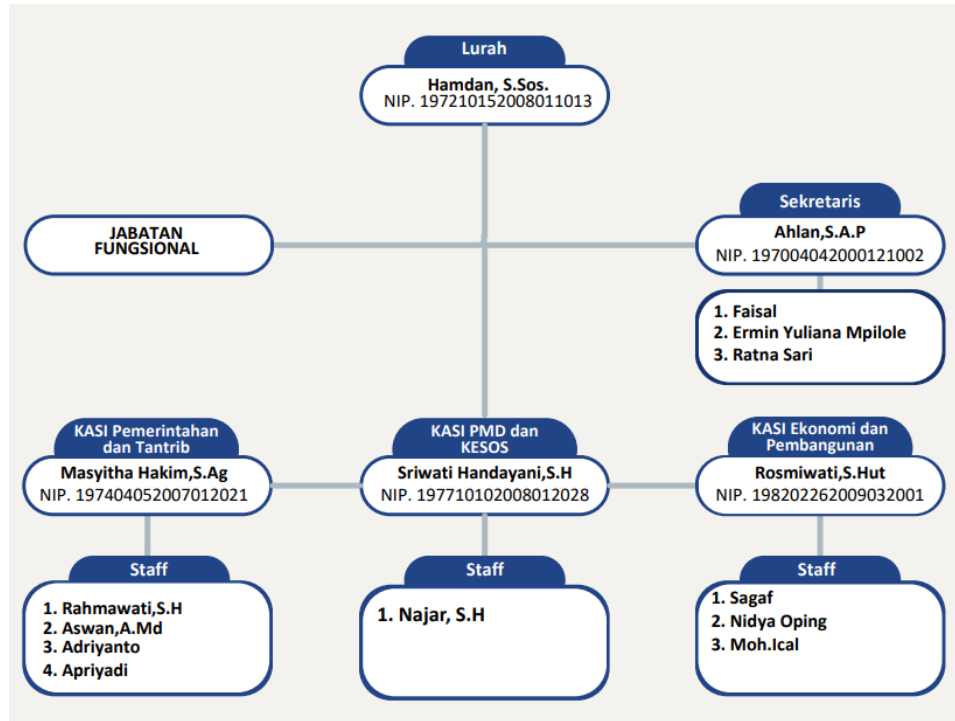 Lurah
Hamdan, S.Sos.
NIP. 197210152008011013
JABATAN
FUNGSIONAL
Sekretaris
Ahlan,S.A.P
NIP. 197004042000121002
1. Faisal
2. Ermin Yuliana Mpilole
3. Ratna Sari
KASI Pemerintahan
dan Tantrib
Masyitha Hakim,S.Ag
NIP. 197404052007012021
KASI PMD dan
KESOS
Sriwati Handayani,S.H
NIP. 197710102008012028
KASI Ekonomi dan
Pembangunan
Rosmiwati,S.Hut
NIP. 198202262009032001
Staff
1. Rahmawati,S.H
2. Aswan,A.Md
3. Adriyanto
4. Apriyadi
Staff
1. Najar, S.H
Staff
1. Sagaf
2. Nidya Oping
3. Moh.Ical